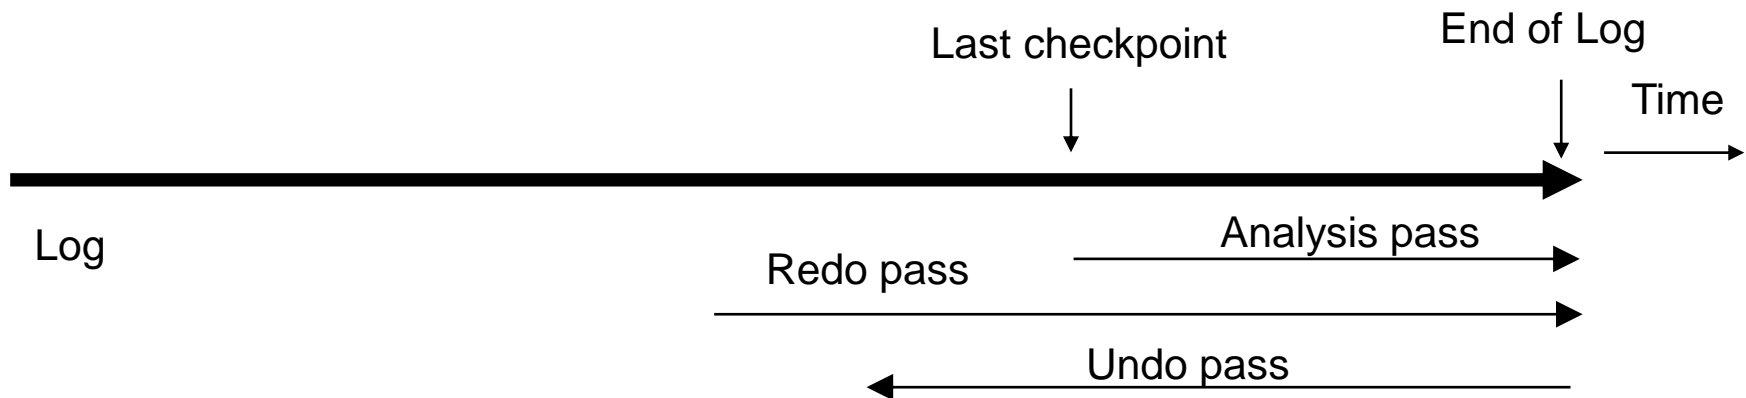 Last checkpoint
End of Log
Time
Log
Analysis pass
Redo pass
Undo pass